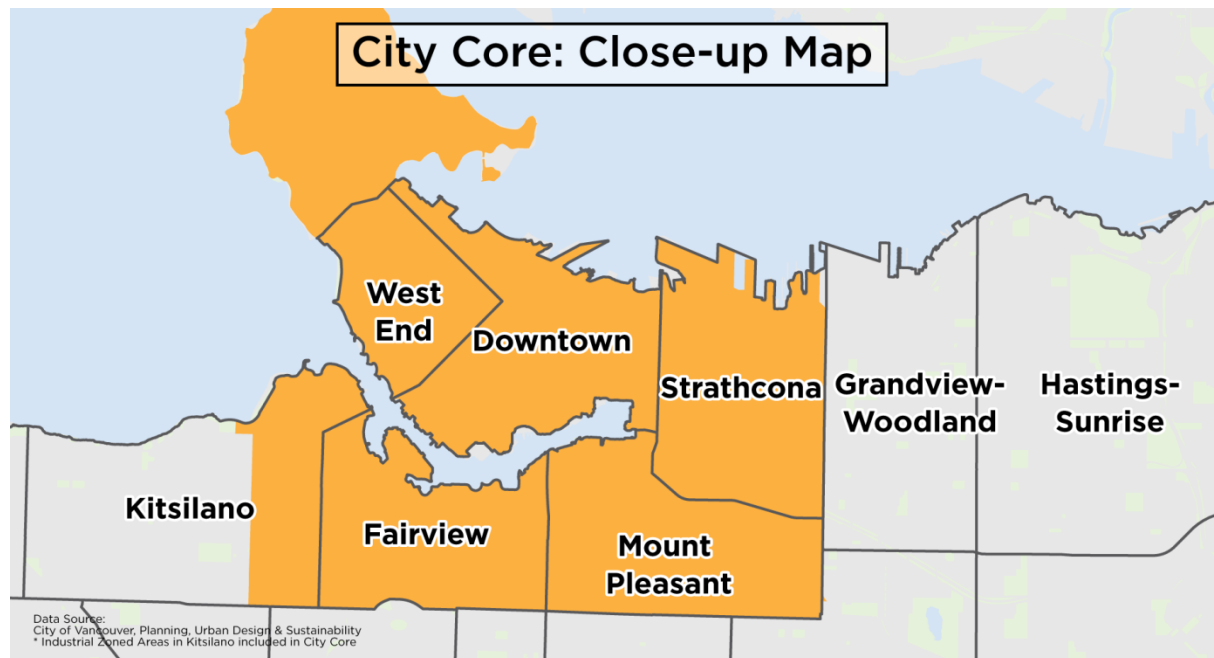 City Core: Close-up Map
West
End
Downtown
Strathcona
Grandview-
Woodland
Hastings-
Sunrise
Kitsilano
Fairview
Mount
Pleasant
Data Source:
City of Vancouver, Planning, Urban Design & Sustainability
* Industrial Zoned Areas in Kitsilano included in City Core